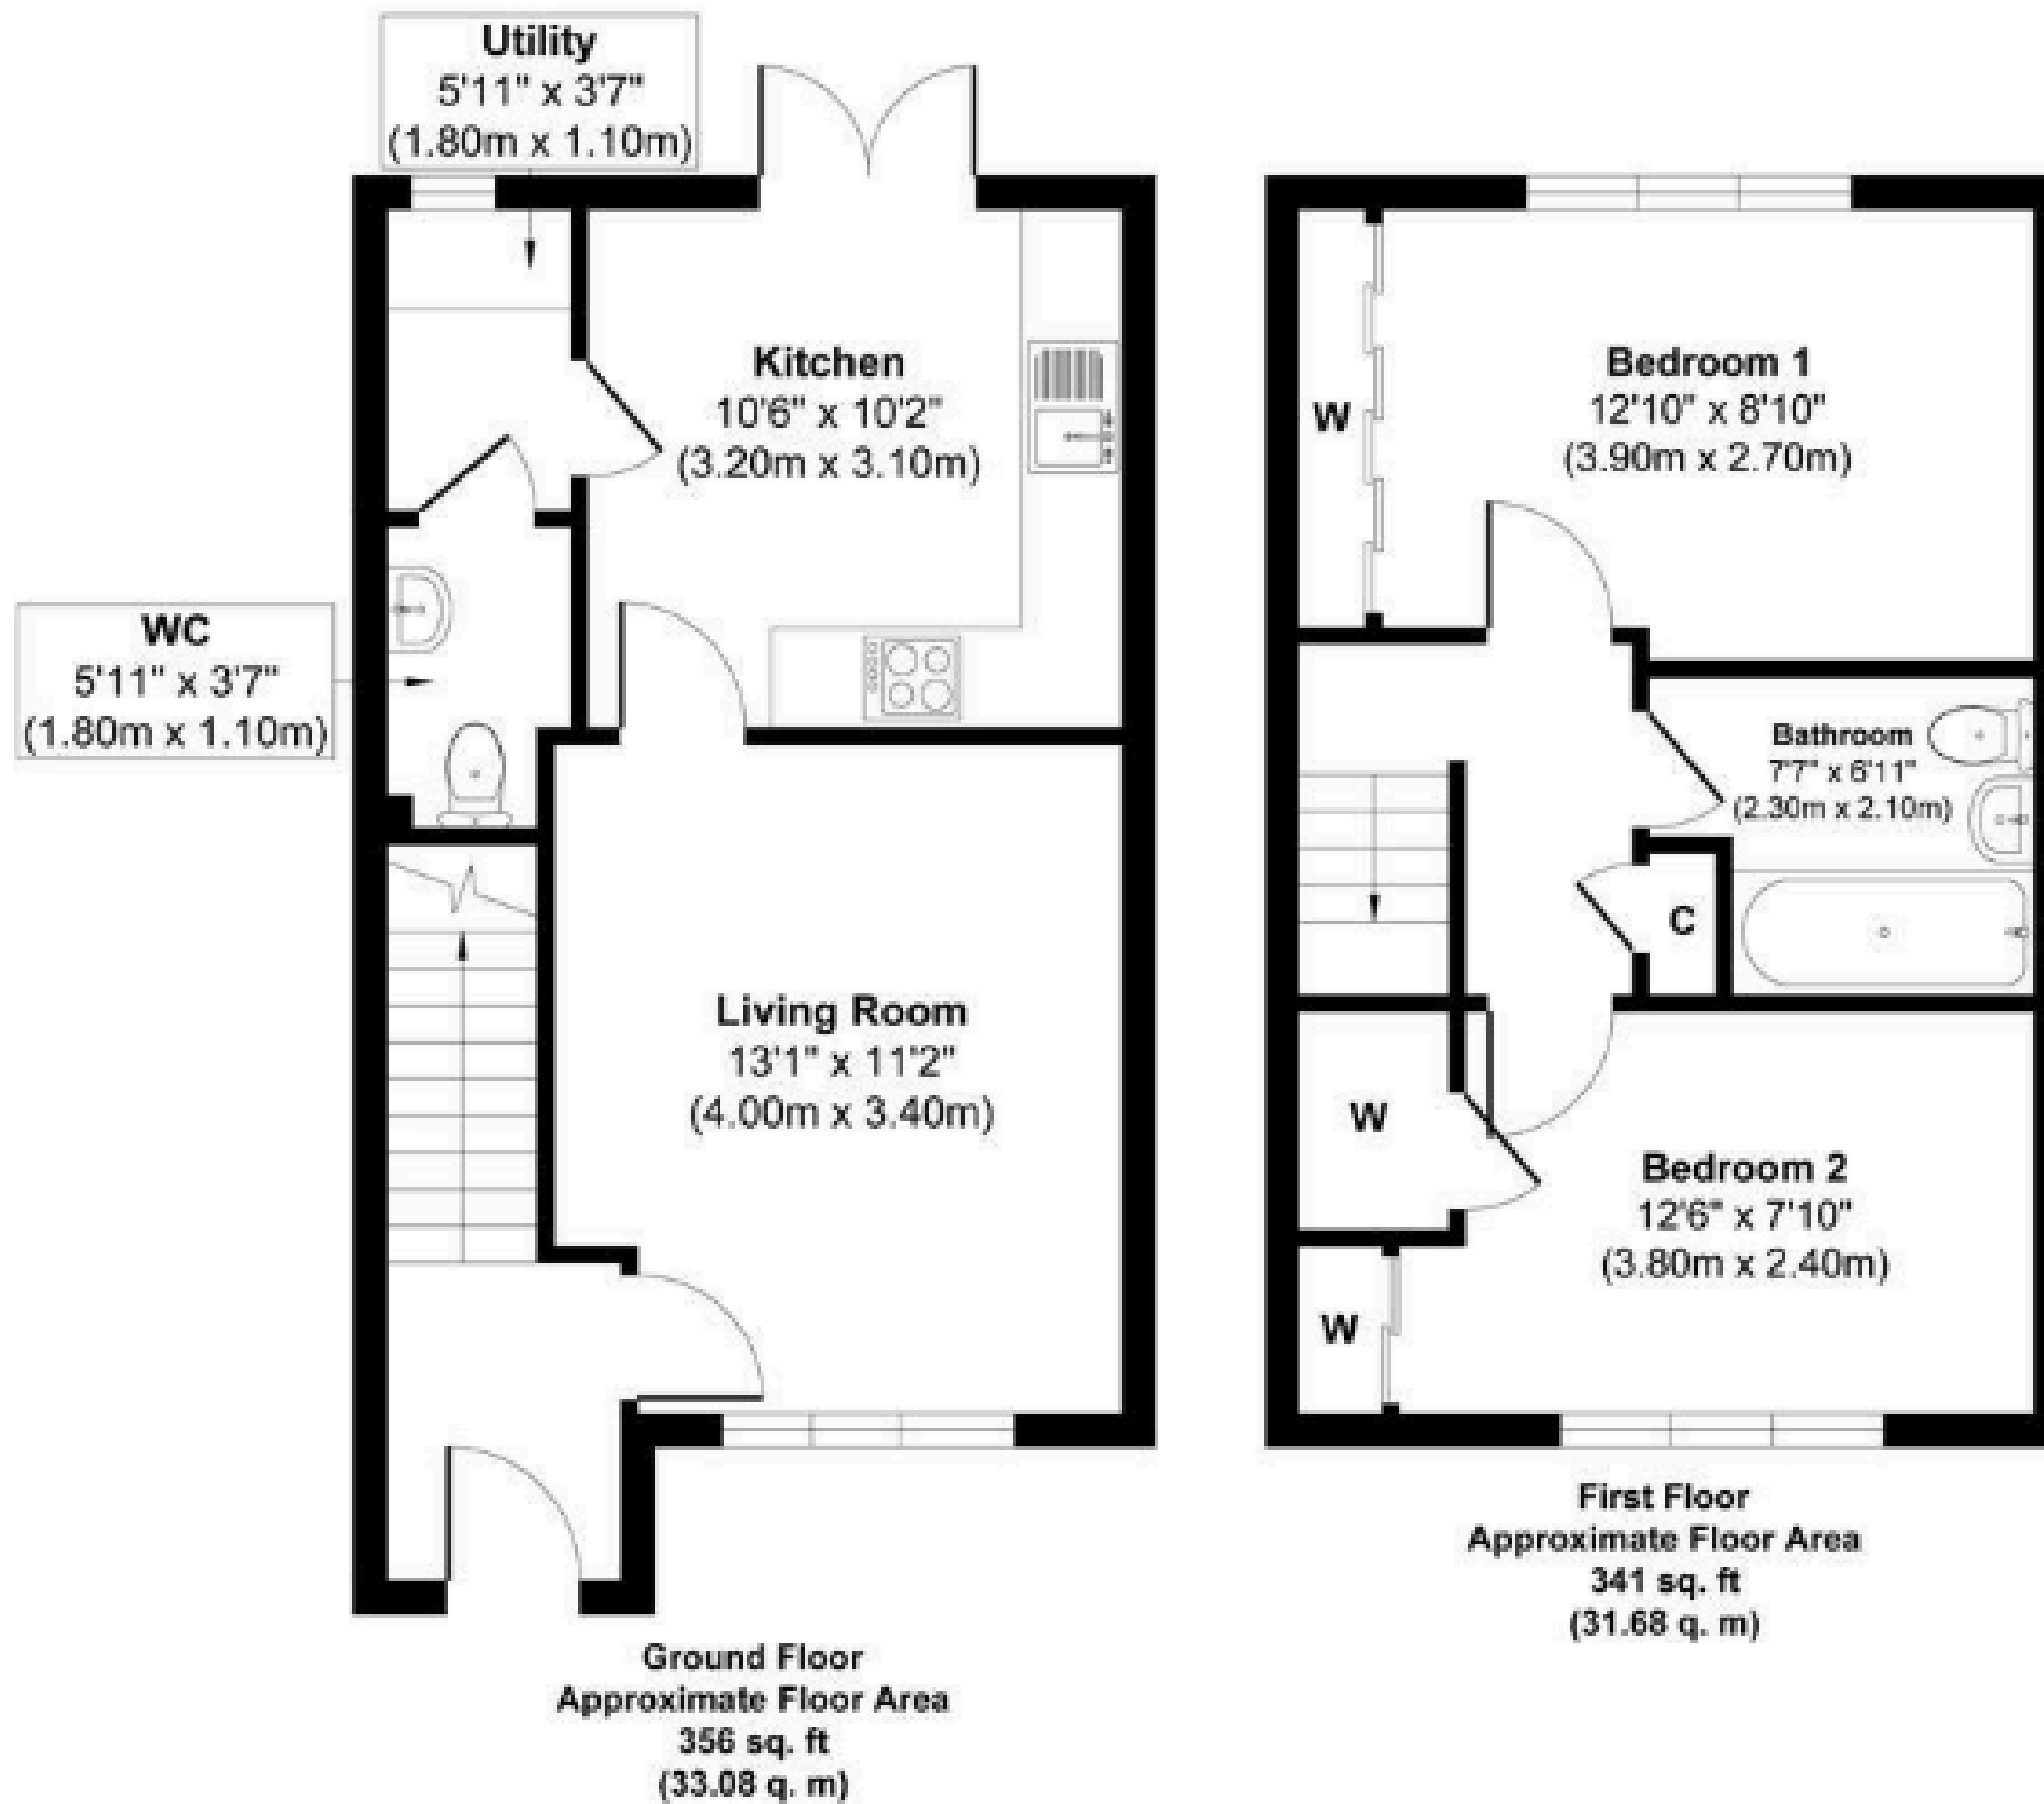 Utility
5'11" x 3'7"
(1.80m x 1.10m)
Kitchen
10'6" x 10'2"
(3.20m x 3.10m)
WC
5'11" x 3'7"
(1.80m x 1.10m)
Living Room
13'1" x 11'2"
(4.00m x 3.40m)
Ground Floor
Approximate Floor Area
356 sq. ft
(33.08 q. m)
W
Bedroom 1
12'10" x 8'10"
(3.90m x 2.70m)
Bathroom
7'7" x 6'11"
(2.30m x 2.10m)
C
W
Bedroom 2
12'6" x 7'10"
(3.80m x 2.40m)
W
First Floor
Approximate Floor Area
341 sq. ft
(31.68 q. m)